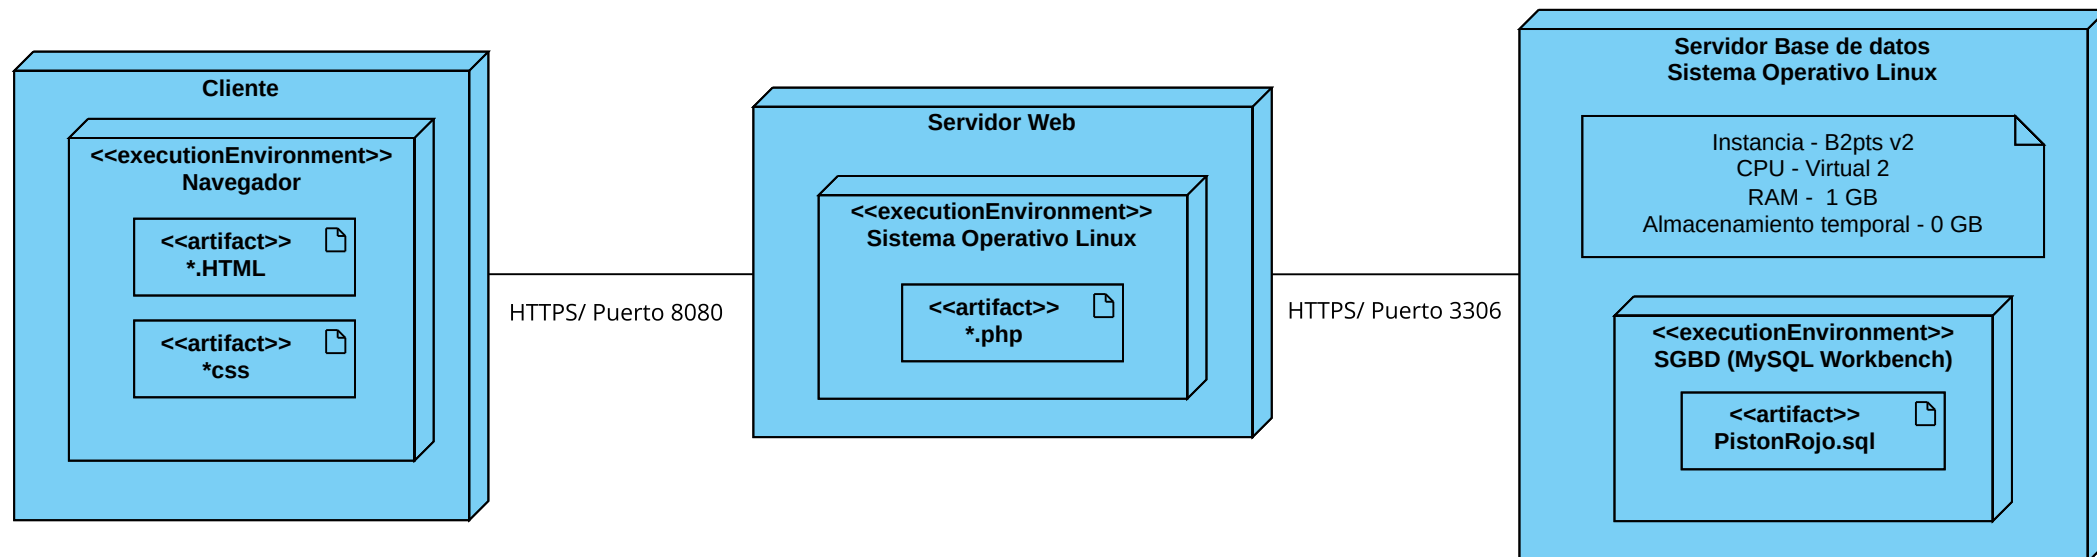 Cliente
<<executionEnvironment>>
Navegador
<<artifact>>
*.HTML
<<artifact>>
*css
HTTPS/ Puerto 8080
Servidor Web
<<executionEnvironment>>
Sistema Operativo Linux
<<artifact>>
*.php
HTTPS/ Puerto 3306
Servidor Base de datos
Sistema Operativo Linux
Instancia - B2pts v2
CPU - Virtual 2
RAM - 1 GB
Almacenamiento temporal - 0 GB
<<executionEnvironment>>
SGBD (MySQL Workbench)
<<artifact>>
PistonRojo.sql